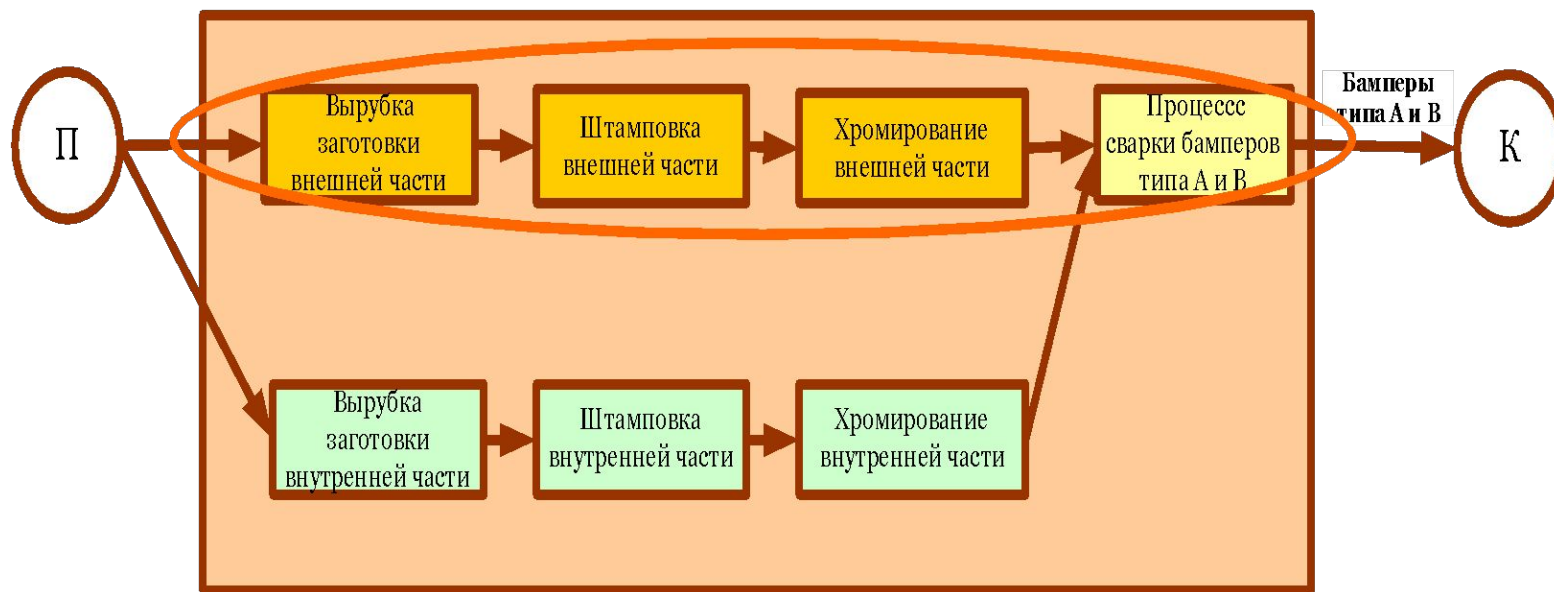 П
Вырубка
заготовки
внешней части
Штамповка
внешней части
Хромирование
внешней части
Процессс
сварки бамперов
типа А и В
Бамперы
типа А и В
К
Вырубка
заготовки
внутренней части
Штамповка
внутренней части
Хромирование
внутренней части